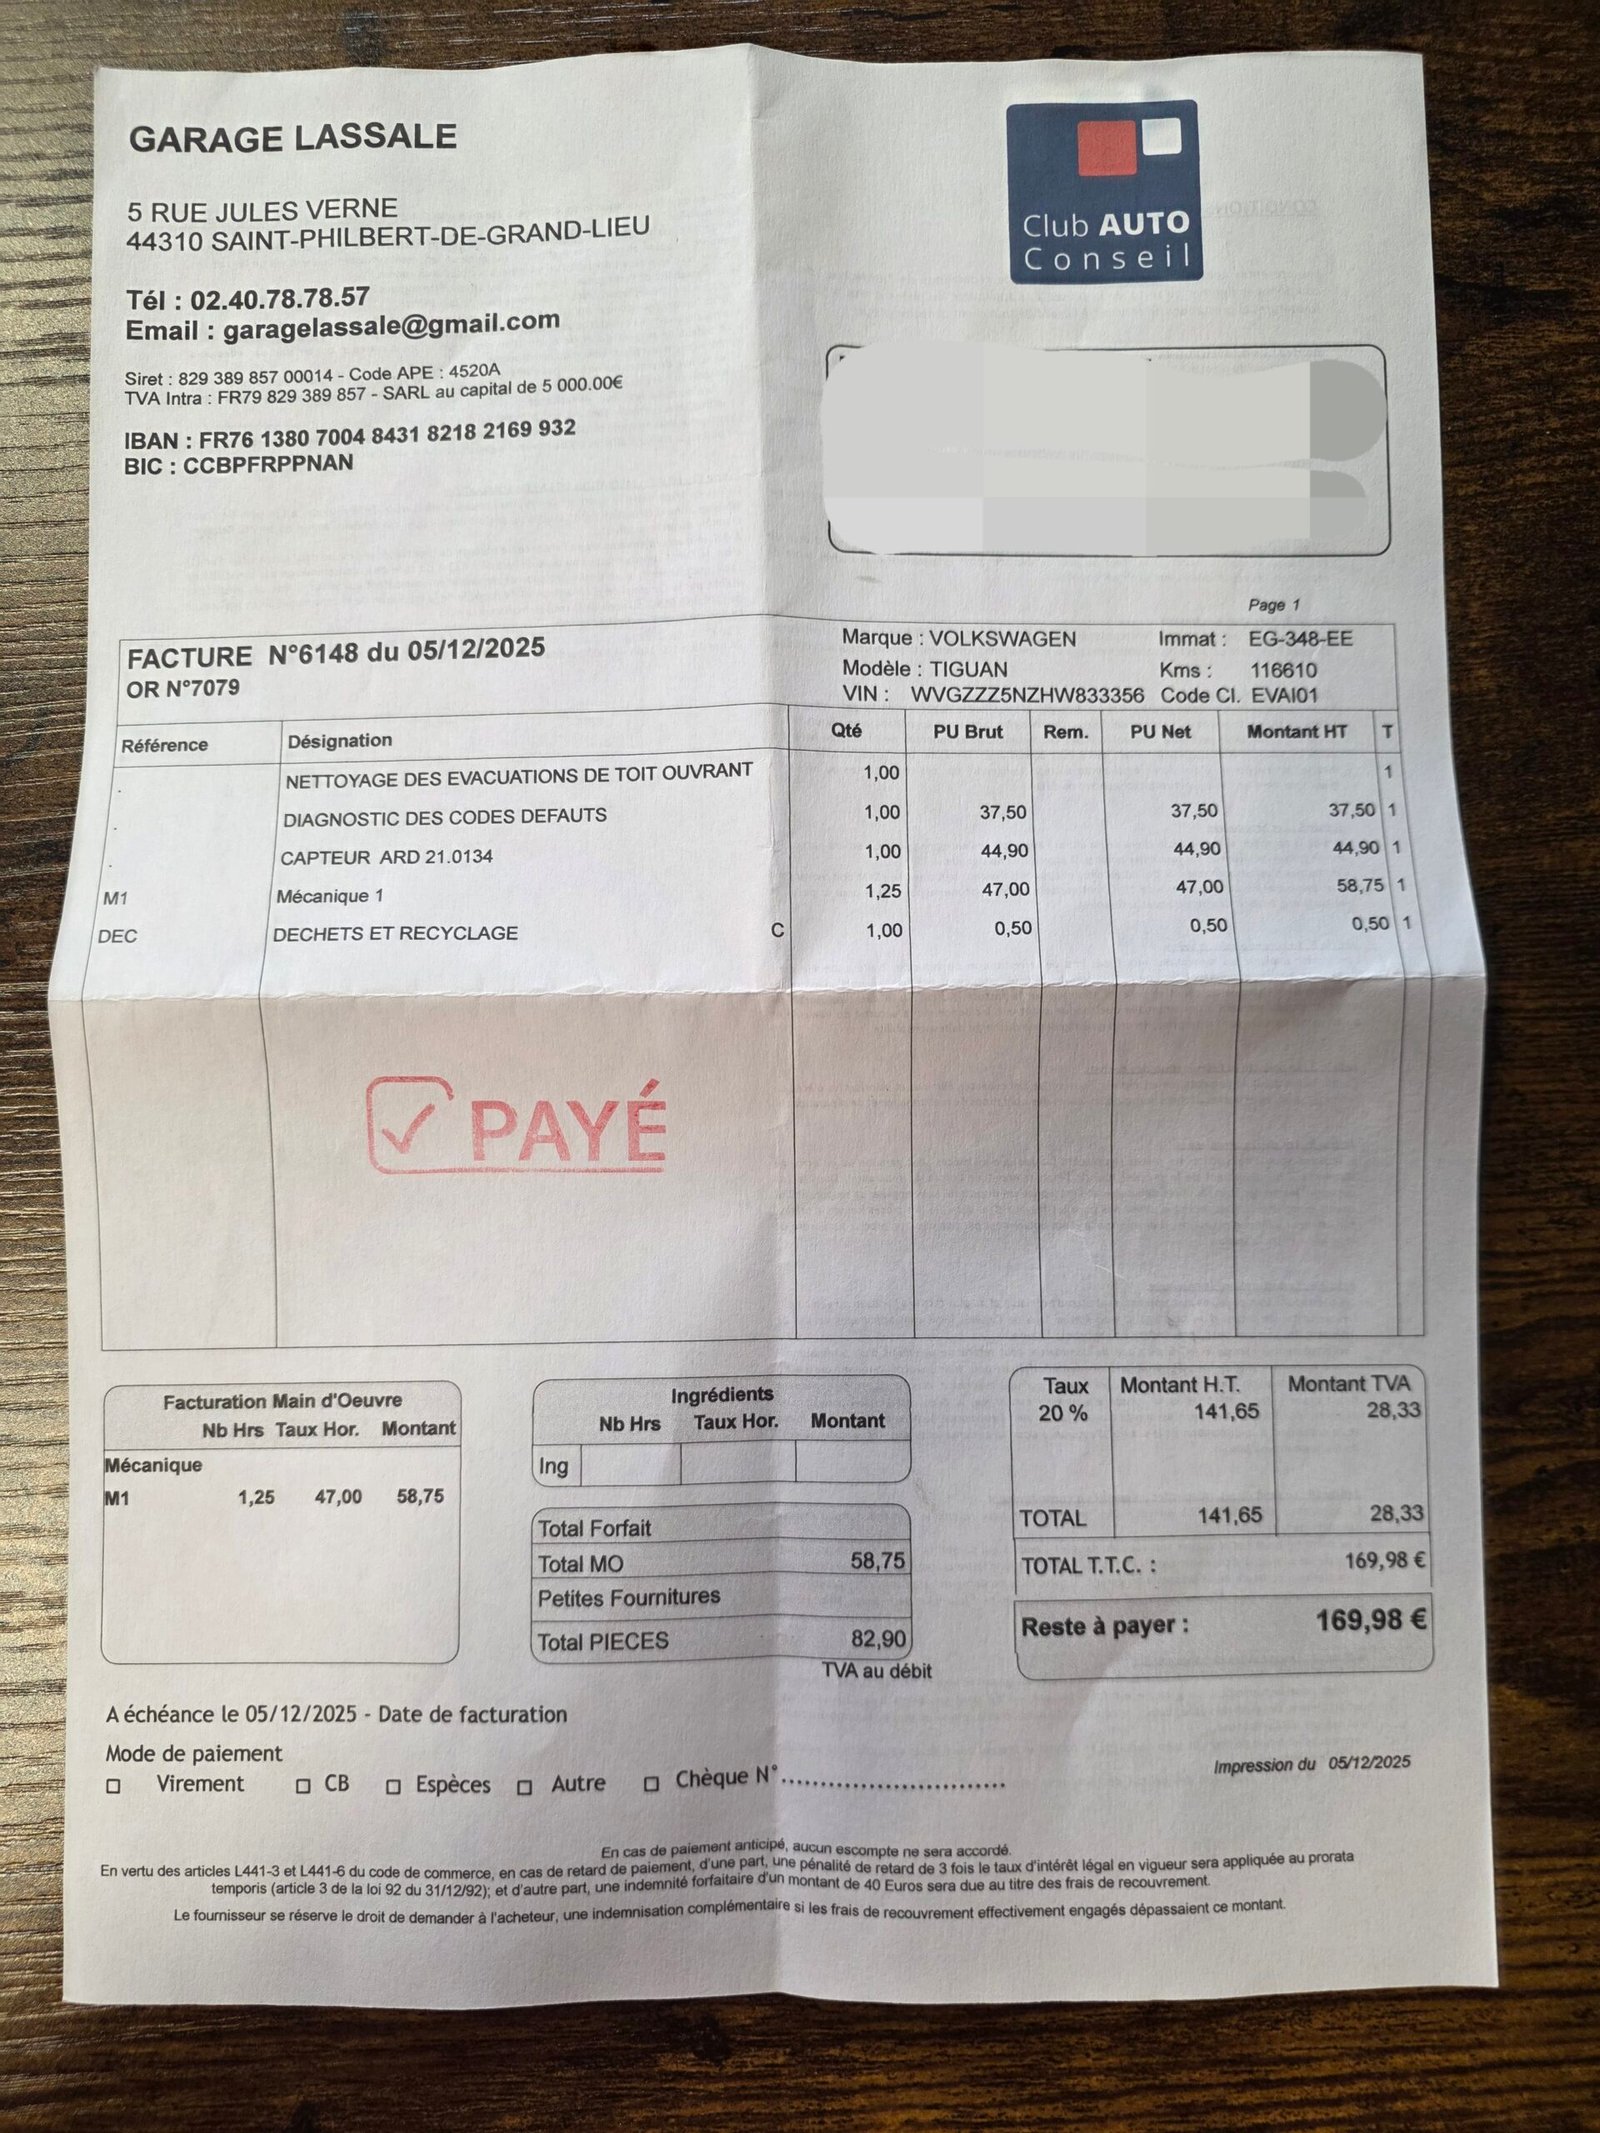 GARAGE LASSALE
5 RUE JULES VERNE
44310 SAINT-PHILBERT-DE-GRAND-LIEU
Tél : 02.40.78.78.57
Email : garagelassale@gmail.com
Siret : 829 389 857 00014 - Code APE : 4520A
TVA Intra : FR79 829 389 857 - SARL au capital de 5 000.00€
IBAN : FR76 1380 7004 8431 8218 2169 932
BIC : CCBPFRPPNAN
Club AUTO
Conseil
Page 1
FACTURE N°6148 du 05/12/2025
OR N°7079
Marque : VOLKSWAGEN Immat : EG-348-EE
Modèle : TIGUAN Kms : 116610
VIN : WVGZZZ5NZHW833356 Code Cl. EVAI01
Référence Désignation Qté PU Brut Rem. PU Net Montant HT T
. NETTOYAGE DES EVACUATIONS DE TOIT OUVRANT 1,00 1
. DIAGNOSTIC DES CODES DEFAUTS 1,00 37,50 37,50 37,50 1
. CAPTEUR ARD 21.0134 1,00 44,90 44,90 44,90 1
M1 Mécanique 1 1,25 47,00 47,00 58,75 1
DEC DECHETS ET RECYCLAGE C 1,00 0,50 0,50 0,50 1
PAYÉ
Facturation Main d'Oeuvre
Nb Hrs Taux Hor. Montant
Mécanique
M1 1,25 47,00 58,75
Ingrédients
Nb Hrs Taux Hor. Montant
Ing
Total Forfait
Total MO 58,75
Petites Fournitures
Total PIECES 82,90
TVA au débit
Taux Montant H.T. Montant TVA
20 % 141,65 28,33
TOTAL 141,65 28,33
TOTAL T.T.C. : 169,98 €
Reste à payer : 169,98 €
A échéance le 05/12/2025 - Date de facturation
Mode de paiement
Virement CB Espèces Autre Chèque N°..............................
Impression du 05/12/2025
En cas de paiement anticipé, aucun escompte ne sera accordé.
En vertu des articles L441-3 et L441-6 du code de commerce, en cas de retard de paiement, d'une part, une pénalité de retard de 3 fois le taux d'intérêt légal en vigueur sera appliquée au prorata
temporis (article 3 de la loi 92 du 31/12/92); et d'autre part, une indemnité forfaitaire d'un montant de 40 Euros sera due au titre des frais de recouvrement.
Le fournisseur se réserve le droit de demander à l'acheteur, une indemnisation complémentaire si les frais de recouvrement effectivement engagés dépassaient ce montant.